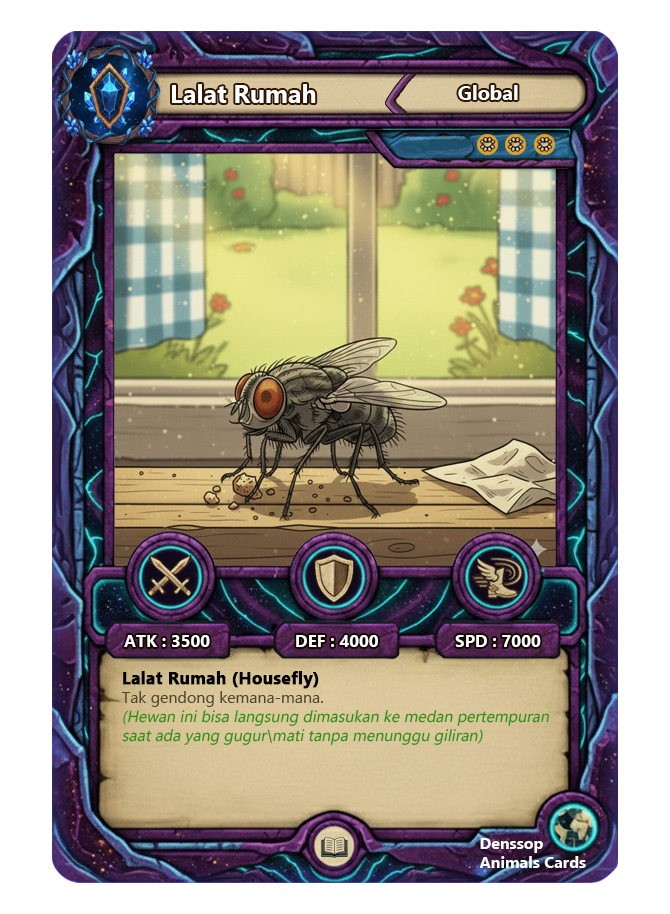 Lalat Rumah
Global
ATK : 3500
DEF : 4000
SPD : 7000
Lalat Rumah (Housefly)
Tak gendong kemana-mana.
(Hewan ini bisa langsung dimasukan ke medan pertempuran
saat ada yang gugur\mati tanpa menunggu giliran)
Denssop
Animals Cards